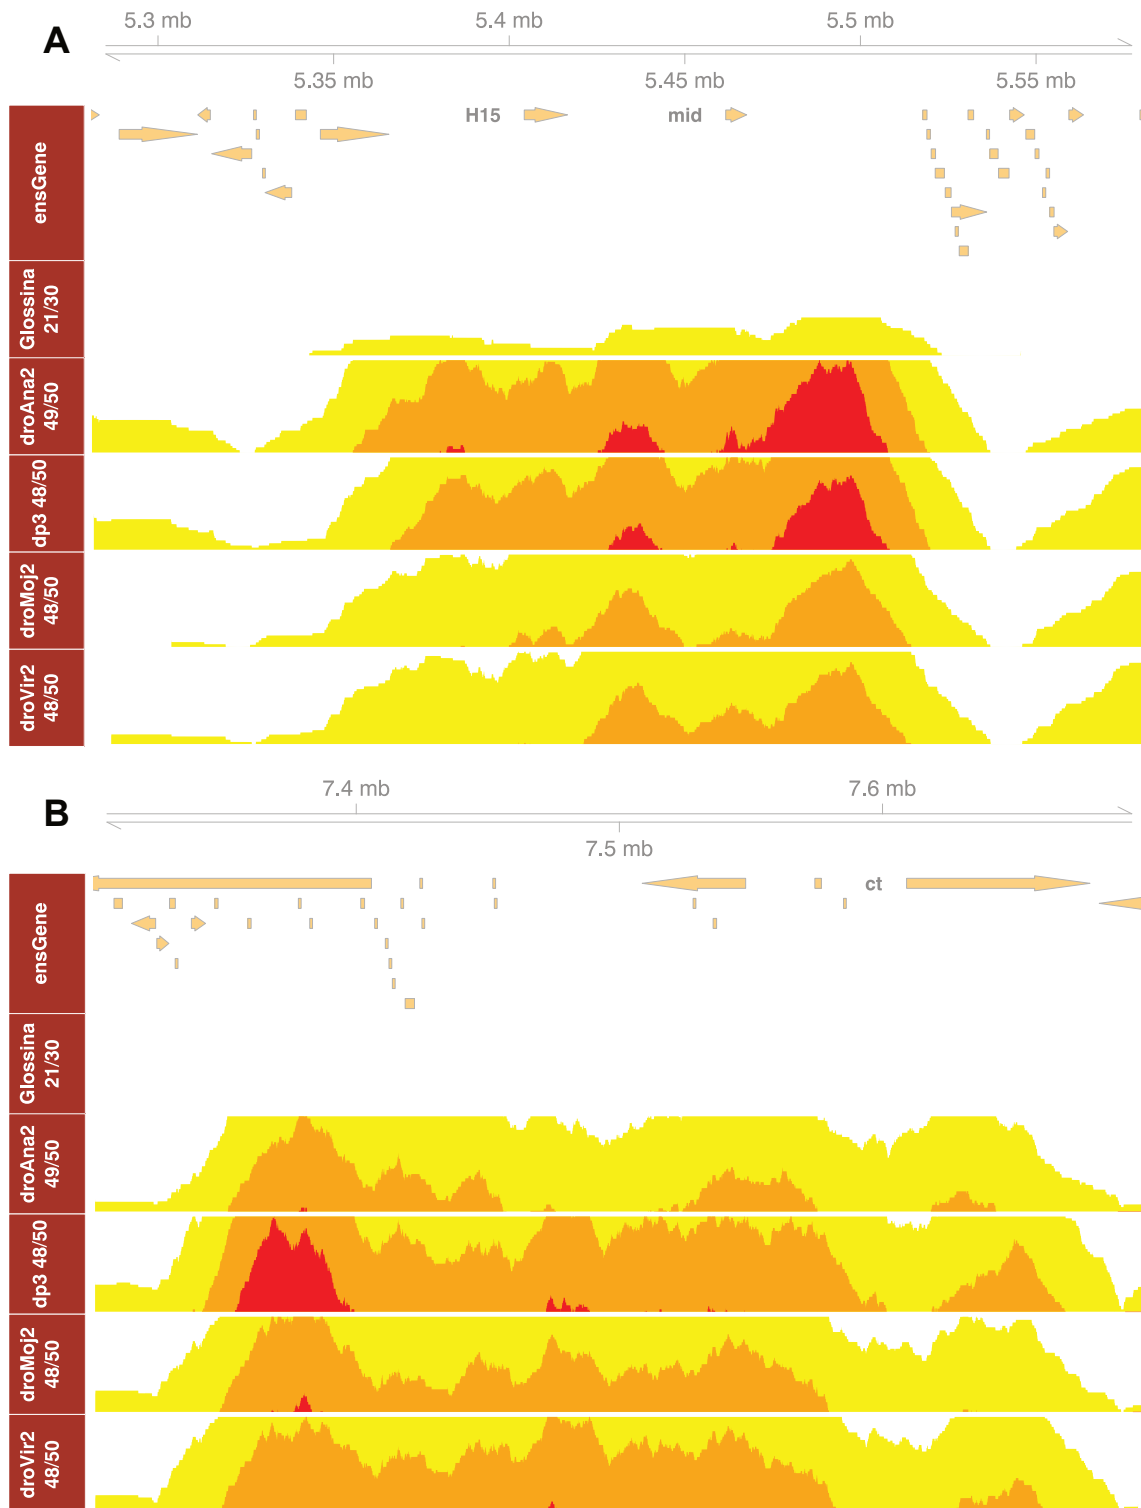 A
5.3 mb
5.4 mb
5.5 mb
5.35 mb
5.45 mb
5.55 mb
ensGene
H15
mid
Glossina
21/30
droAna2
49/50
dp3 48/50
droMoj2
48/50
droVir2
48/50
B
7.4 mb
7.6 mb
7.5 mb
ensGene
ct
Glossina
21/30
droAna2
49/50
dp3 48/50
droMoj2
48/50
droVir2
48/50